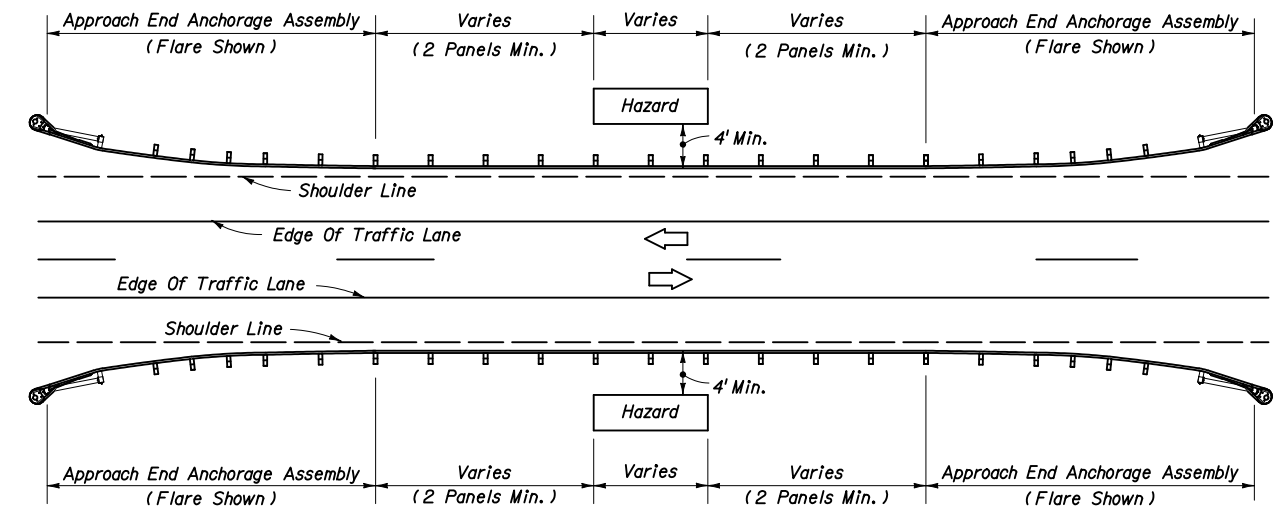 Approach End Anchorage Assembly
(Flare Shown)
Varies
(2 Panels Min.)
Varies
Varies
(2 Panels Min.)
Approach End Anchorage Assembly
(Flare Shown)
Hazard
4' Min.
Shoulder Line
Edge Of Traffic Lane
Edge Of Traffic Lane
Shoulder Line
4' Min.
Hazard
Approach End Anchorage Assembly
(Flare Shown)
Varies
(2 Panels Min.)
Varies
Varies
(2 Panels Min.)
Approach End Anchorage Assembly
(Flare Shown)